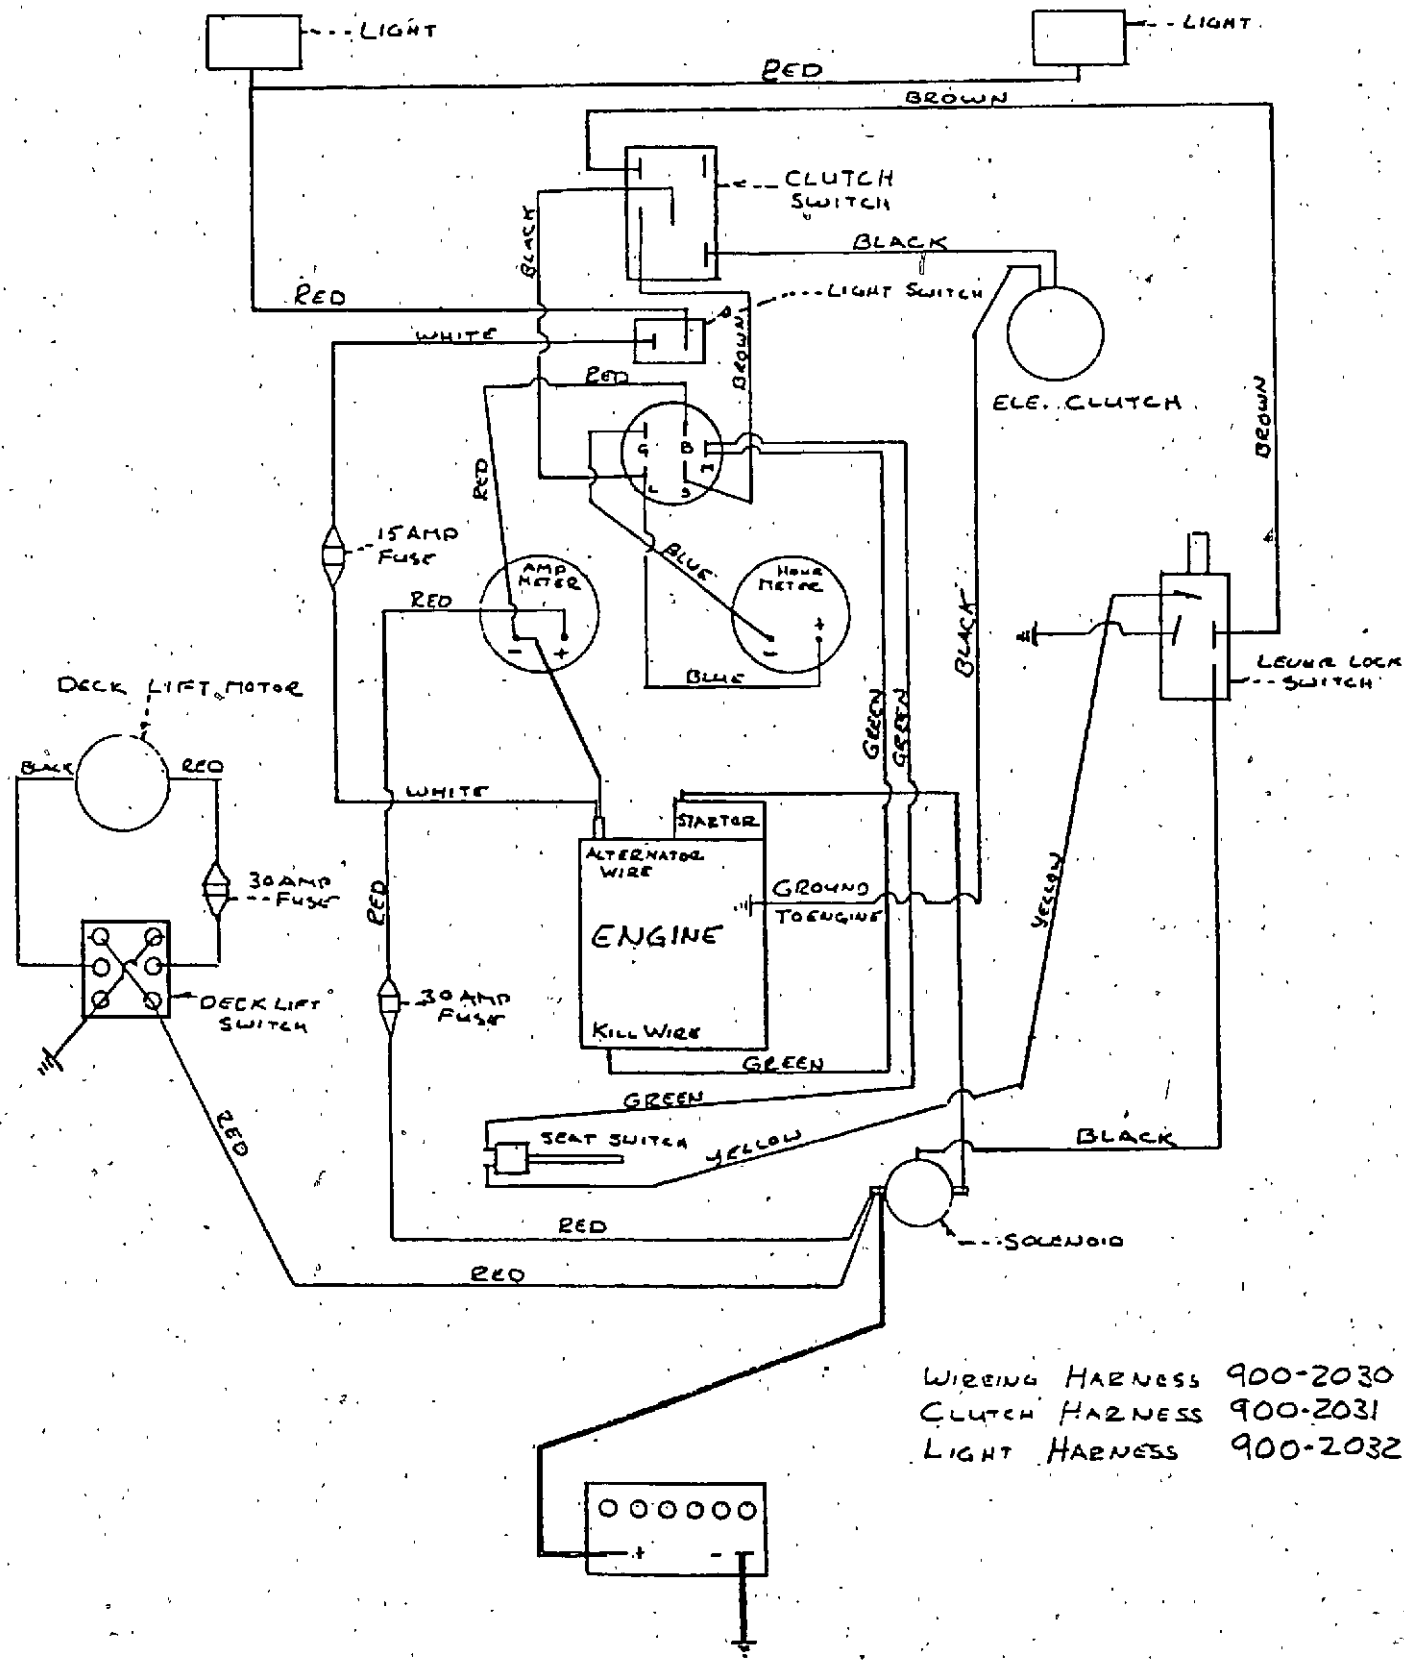 LIGHT
LIGHT
RED
BROWN
CLUTCH
SWITCH
BLACK
BLACK
LIGHT SWITCH
RED
WHITE
BROWN
RED
ELE. CLUTCH
BROWN
G
B
M
L
S
RED
15 AMP
FUSE
BLUE
AMP
METER
HOUR
METER
RED
- +
- +
BLACK
LEVER LOCK
SWITCH
BLUE
DECK LIFT MOTOR
GREEN
GREEN
BLACK
RED
WHITE
STARTOR
ALTERNATOR
WIRE
30 AMP
FUSE
RED
GROUND
TO ENGINE
YELLOW
ENGINE
DECK LIFT
SWITCH
30 AMP
FUSE
KILL WIRE
GREEN
GREEN
RED
SEAT SWITCH
YELLOW
BLACK
RED
SOLENOID
RED
WIREING HARNESS 900-2030
CLUTCH HARNESS 900-2031
LIGHT HARNESS 900-2032
+ -